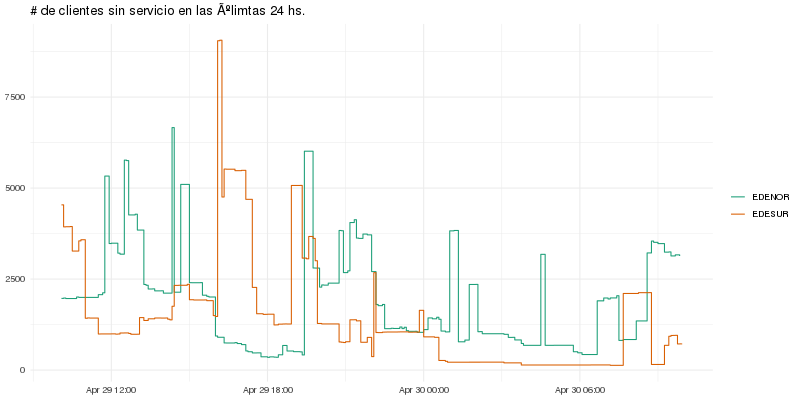 # de clientes sin servicio en las Ãºlimtas 24 hs.
7500
5000
2500
0
Apr 29 12:00
Apr 29 18:00
Apr 30 00:00
Apr 30 06:00
EDENOR
EDESUR